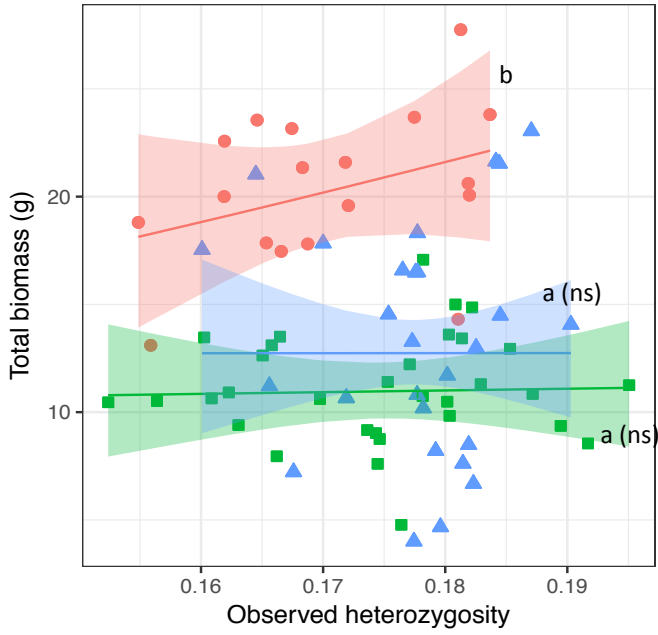 b
20
a (ns)
10
a (ns)
Total biomass (g)
0.16 0.17 0.18 0.19
Observed heterozygosity